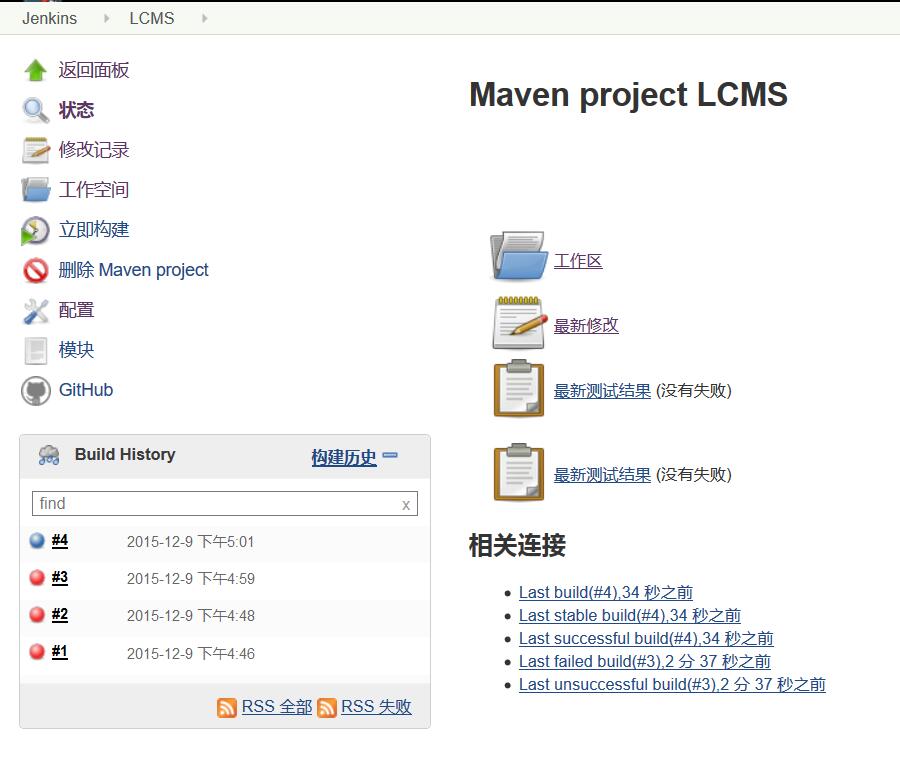 Jenkins LCMS
返回面板
状态
修改记录
工作空间
立即构建
删除 Maven project
配置
模块
GitHub
Build History 构建历史
find x
#4 2015-12-9 下午5:01
#3 2015-12-9 下午4:59
#2 2015-12-9 下午4:48
#1 2015-12-9 下午4:46
RSS 全部 RSS 失败
Maven project LCMS
工作区
最新修改
最新测试结果 (没有失败)
最新测试结果 (没有失败)
相关连接
Last build(#4),34 秒之前
Last stable build(#4),34 秒之前
Last successful build(#4),34 秒之前
Last failed build(#3),2 分 37 秒之前
Last unsuccessful build(#3),2 分 37 秒之前